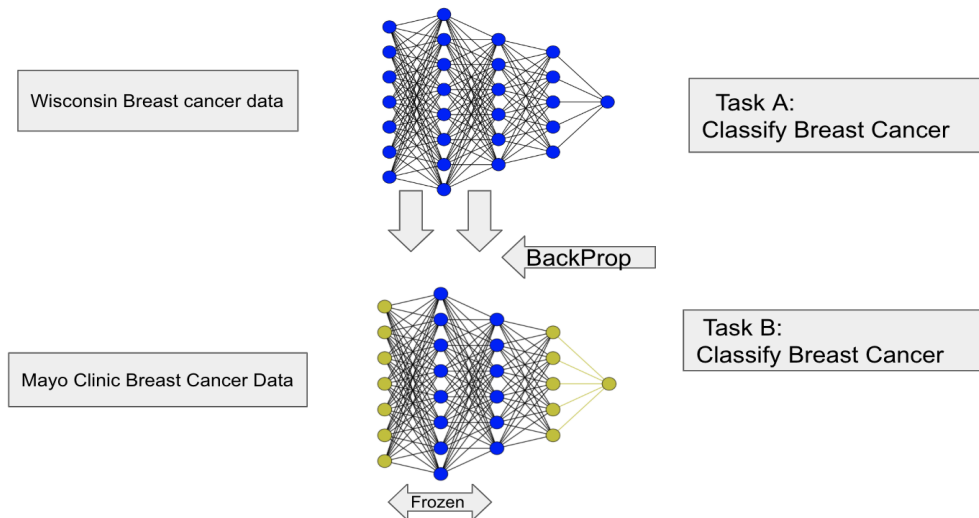 Wisconsin Breast cancer data
Task A:
Classify Breast Cancer
BackProp
Task B:
Classify Breast Cancer
Mayo Clinic Breast Cancer Data
Frozen